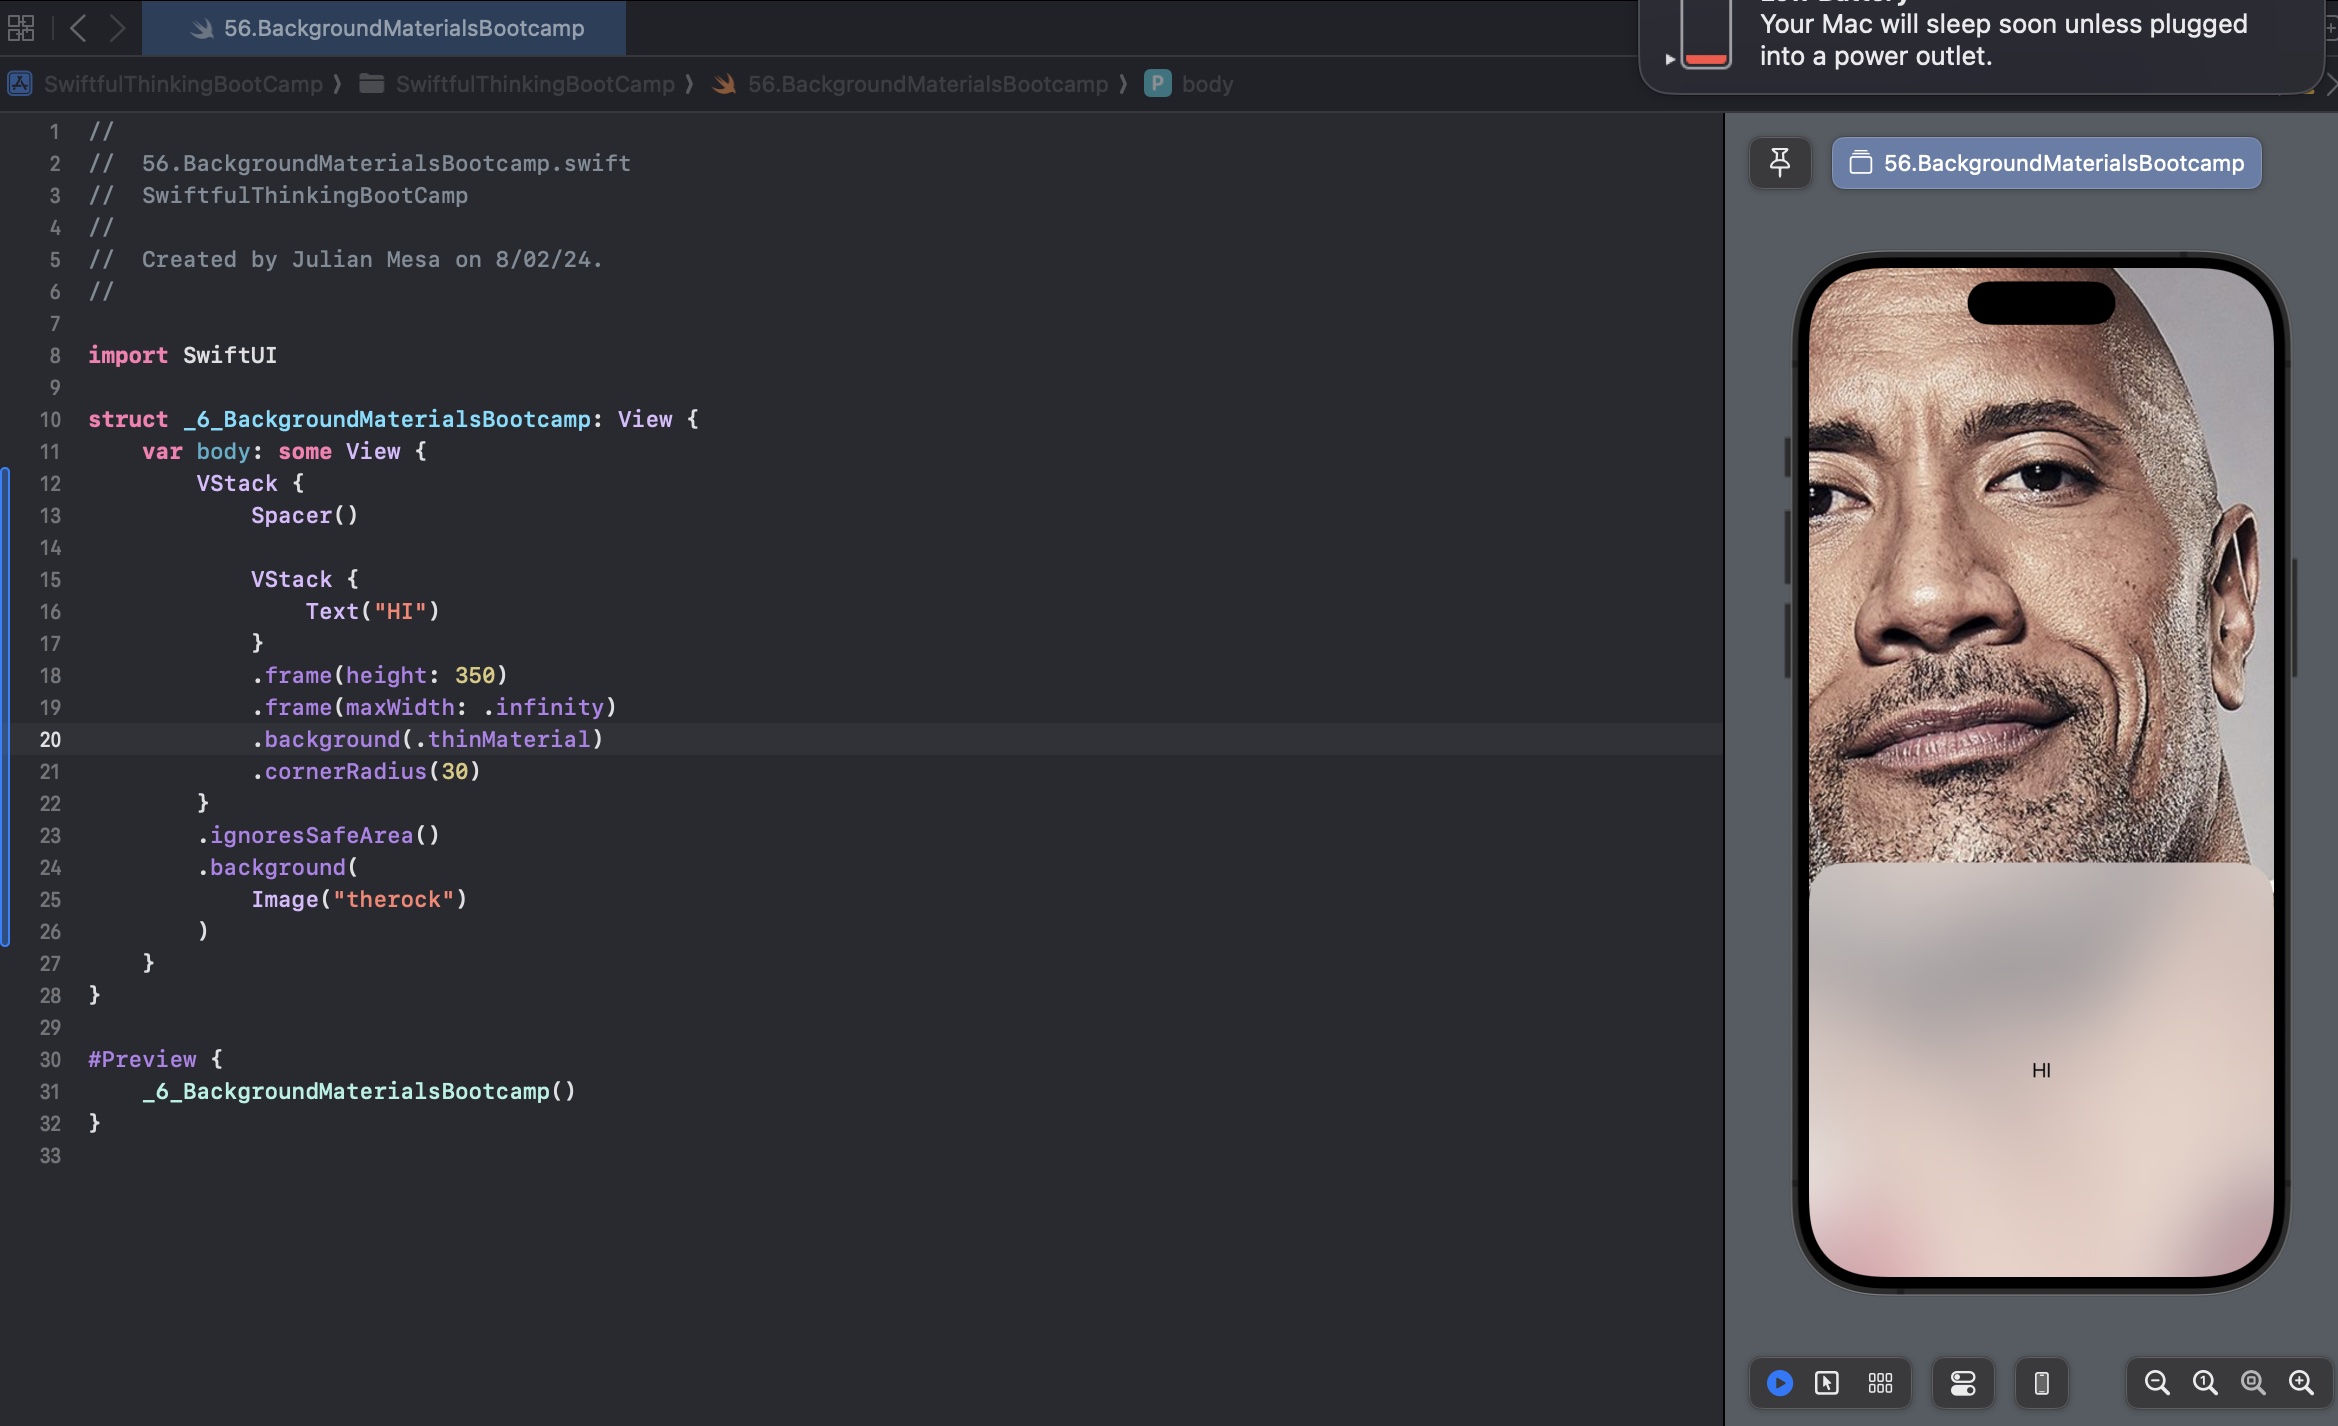 56.BackgroundMaterialsBootcamp
Your Mac will sleep soon unless plugged
into a power outlet.
SwiftfulThinkingBootCamp ⟩ SwiftfulThinkingBootCamp ⟩ 56.BackgroundMaterialsBootcamp ⟩ P body
1 //
2 //  56.BackgroundMaterialsBootcamp.swift
3 //  SwiftfulThinkingBootCamp
4 //
5 //  Created by Julian Mesa on 8/02/24.
6 //
7
8 import SwiftUI
9
10 struct _6_BackgroundMaterialsBootcamp: View {
11     var body: some View {
12         VStack {
13             Spacer()
14
15             VStack {
16                 Text("HI")
17             }
18             .frame(height: 350)
19             .frame(maxWidth: .infinity)
20             .background(.thinMaterial)
21             .cornerRadius(30)
22         }
23         .ignoresSafeArea()
24         .background(
25             Image("therock")
26         )
27     }
28 }
29
30 #Preview {
31     _6_BackgroundMaterialsBootcamp()
32 }
33
56.BackgroundMaterialsBootcamp
HI